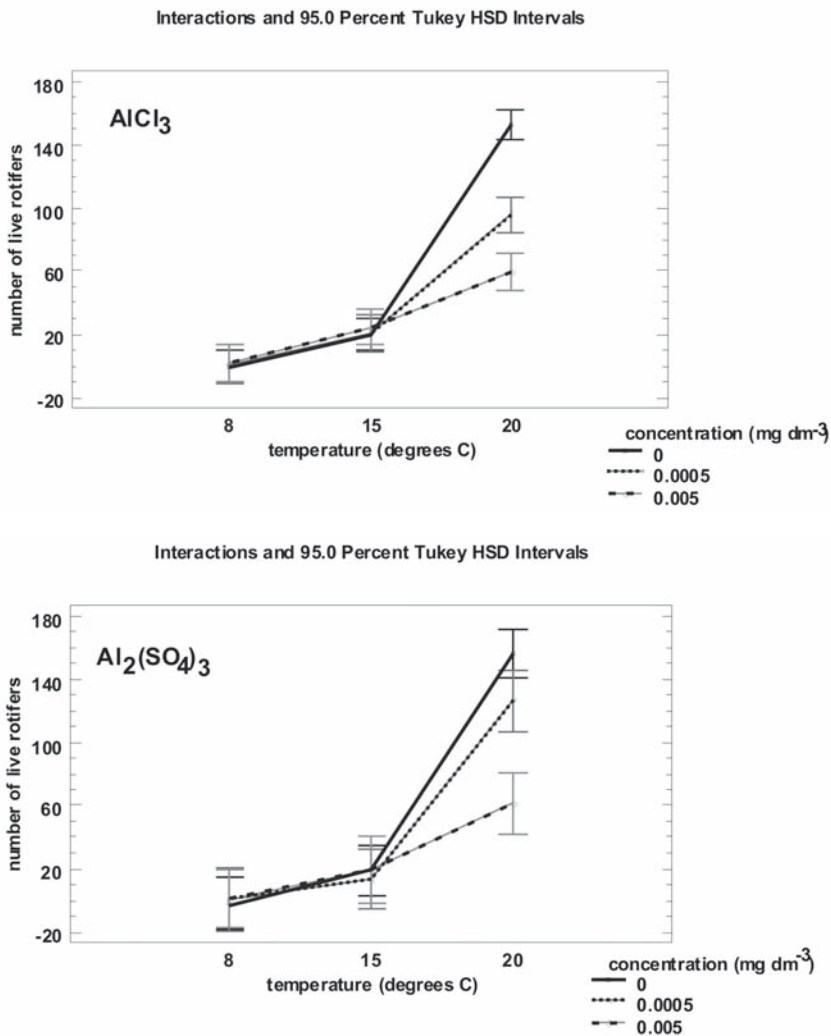 Interactions and 95.0 Percent Tukey HSD Intervals
AlCl3
number of live rotifers
180
140
100
60
20
-20
8 15 20
temperature (degrees C)
concentration (mg dm-3)
0
0.0005
0.005
Interactions and 95.0 Percent Tukey HSD Intervals
Al2(SO4)3
number of live rotifers
180
140
100
60
20
-20
8 15 20
temperature (degrees C)
concentration (mg dm-3)
0
0.0005
0.005